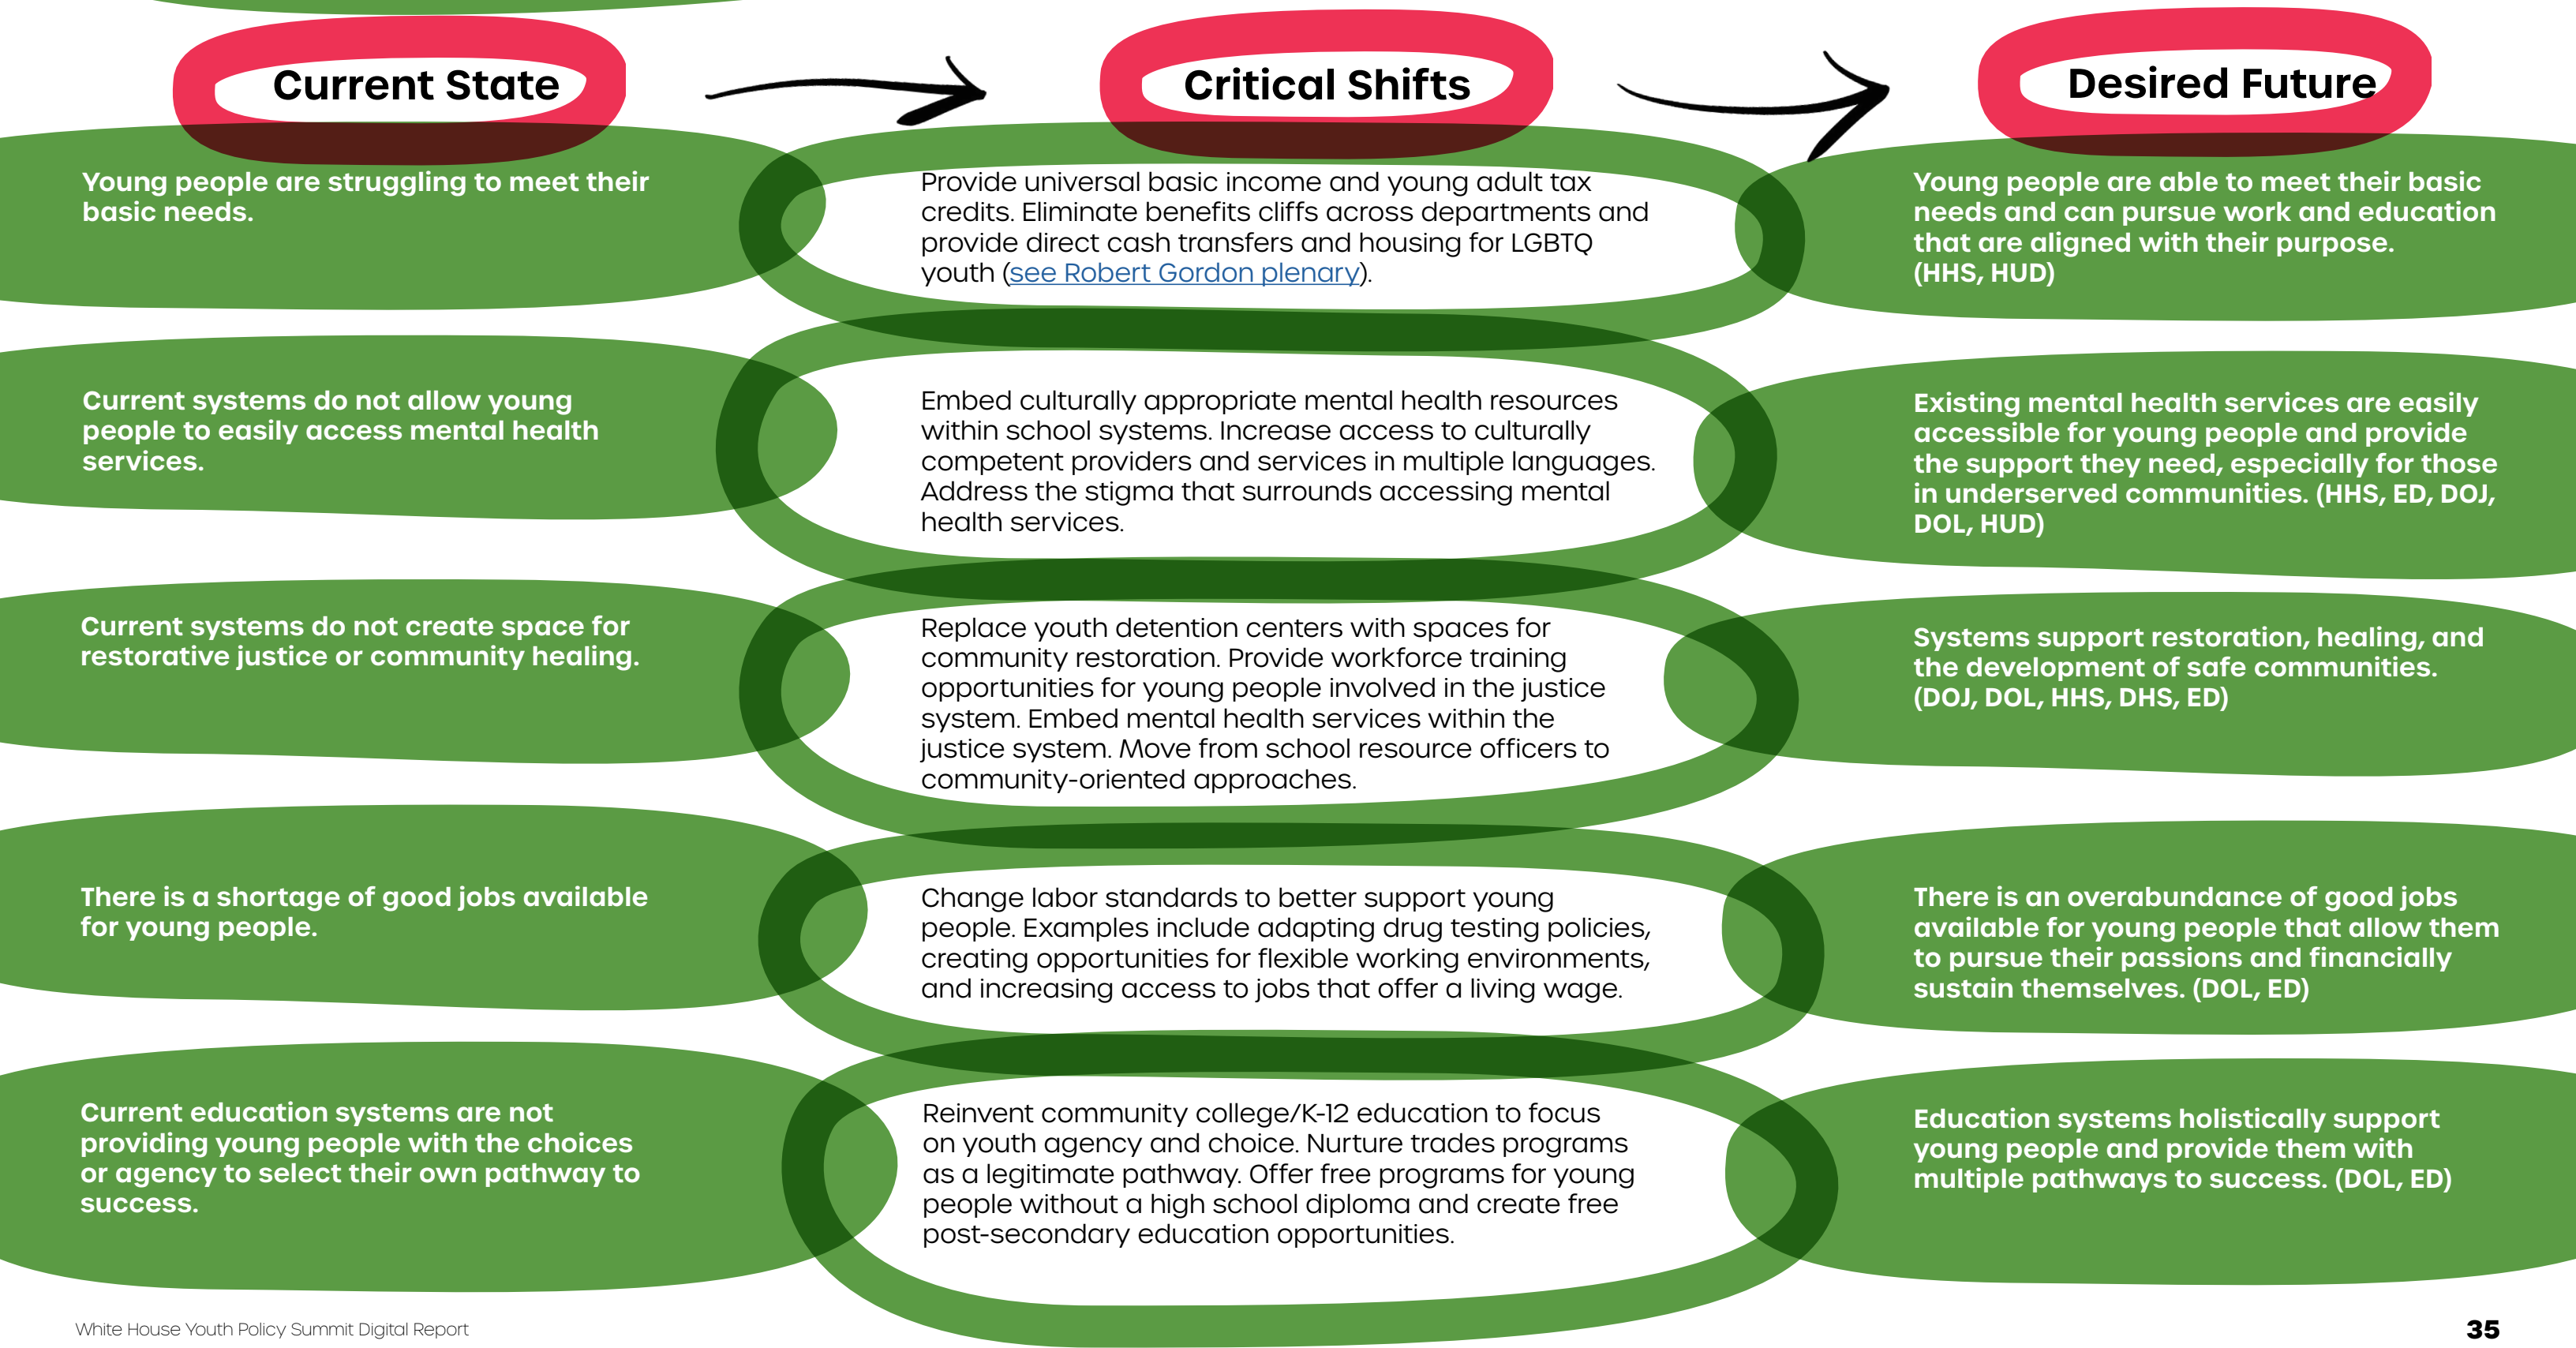 Current State
Critical Shifts
Desired Future
Young people are struggling to meet their
basic needs.
Provide universal basic income and young adult tax
credits. Eliminate benefits cliffs across departments and
provide direct cash transfers and housing for LGBTQ
youth (see Robert Gordon plenary).
Young people are able to meet their basic
needs and can pursue work and education
that are aligned with their purpose.
(HHS, HUD)
Current systems do not allow young
people to easily access mental health
services.
Embed culturally appropriate mental health resources
within school systems. Increase access to culturally
competent providers and services in multiple languages.
Address the stigma that surrounds accessing mental
health services.
Existing mental health services are easily
accessible for young people and provide
the support they need, especially for those
in underserved communities. (HHS, ED, DOJ,
DOL, HUD)
Current systems do not create space for
restorative justice or community healing.
Replace youth detention centers with spaces for
community restoration. Provide workforce training
opportunities for young people involved in the justice
system. Embed mental health services within the
justice system. Move from school resource officers to
community-oriented approaches.
Systems support restoration, healing, and
the development of safe communities.
(DOJ, DOL, HHS, DHS, ED)
There is a shortage of good jobs available
for young people.
Change labor standards to better support young
people. Examples include adapting drug testing policies,
creating opportunities for flexible working environments,
and increasing access to jobs that offer a living wage.
There is an overabundance of good jobs
available for young people that allow them
to pursue their passions and financially
sustain themselves. (DOL, ED)
Current education systems are not
providing young people with the choices
or agency to select their own pathway to
success.
Reinvent community college/K-12 education to focus
on youth agency and choice. Nurture trades programs
as a legitimate pathway. Offer free programs for young
people without a high school diploma and create free
post-secondary education opportunities.
Education systems holistically support
young people and provide them with
multiple pathways to success. (DOL, ED)
White House Youth Policy Summit Digital Report
35